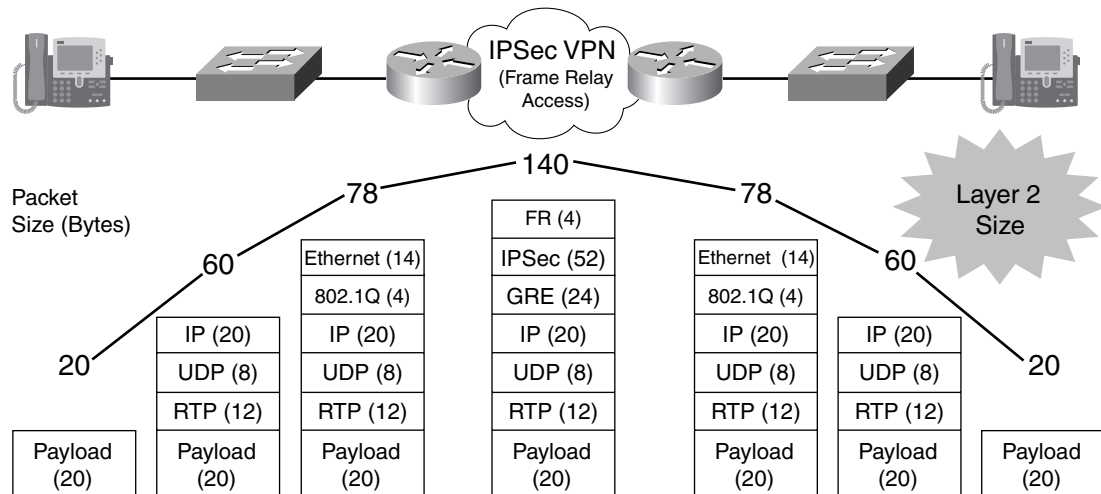 IPSec VPN
(Frame Relay
Access)
140
78
78
Packet
Size (Bytes)
Layer 2
Size
60
60
20
20
FR (4)
Ethernet (14)
IPSec (52)
Ethernet (14)
802.1Q (4)
GRE (24)
802.1Q (4)
IP (20)
IP (20)
IP (20)
IP (20)
IP (20)
UDP (8)
UDP (8)
UDP (8)
UDP (8)
UDP (8)
RTP (12)
RTP (12)
RTP (12)
RTP (12)
RTP (12)
Payload
(20)
Payload
(20)
Payload
(20)
Payload
(20)
Payload
(20)
Payload
(20)
Payload
(20)